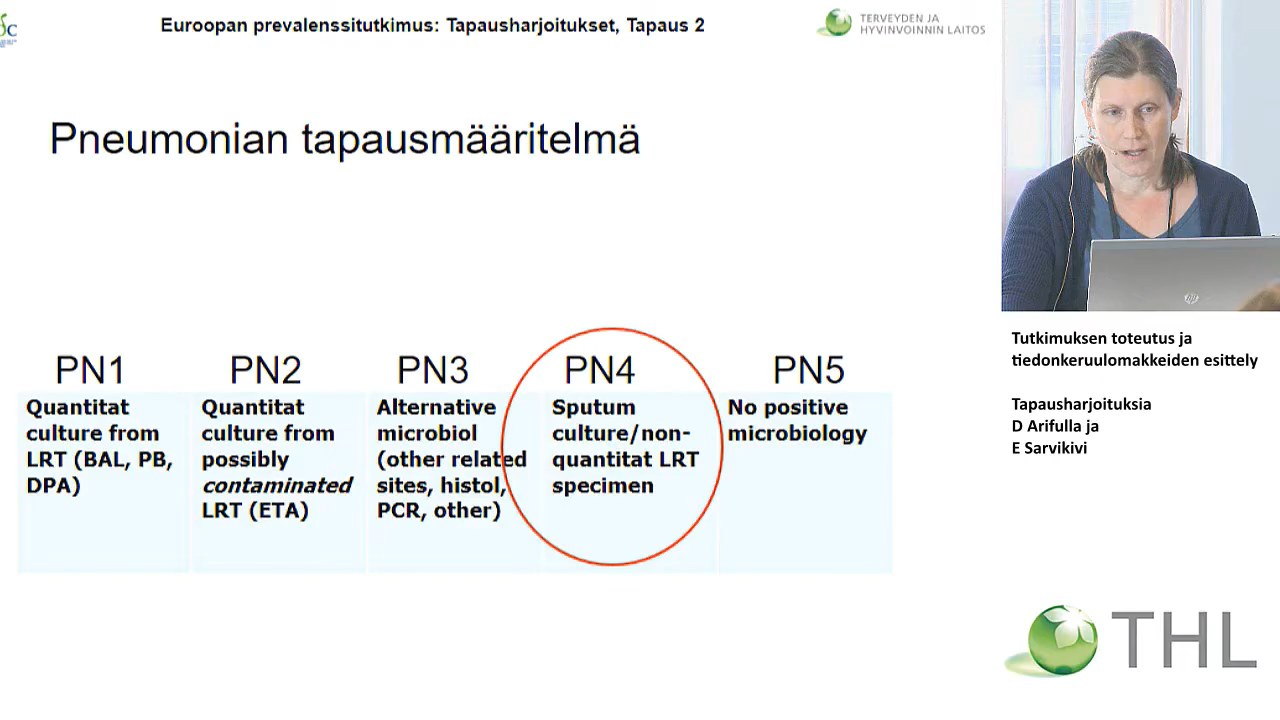 Euroopan prevalenssitutkimus: Tapausharjoitukset, Tapaus 2
TERVEYDEN JA
HYVINVOINNIN LAITOS
Pneumonian tapausmääritelmä
PN1
Quantitat
culture from
LRT (BAL, PB,
DPA)
PN2
Quantitat
culture from
possibly
contaminated
LRT (ETA)
PN3
Alternative
microbiol
(other related
sites, histol,
PCR, other)
PN4
Sputum
culture/non-
quantitat LRT
specimen
PN5
No positive
microbiology
hp
Tutkimuksen toteutus ja
tiedonkeruulomakkeiden esittely
Tapausharjoituksia
D Arifulla ja
E Sarvikivi
THL